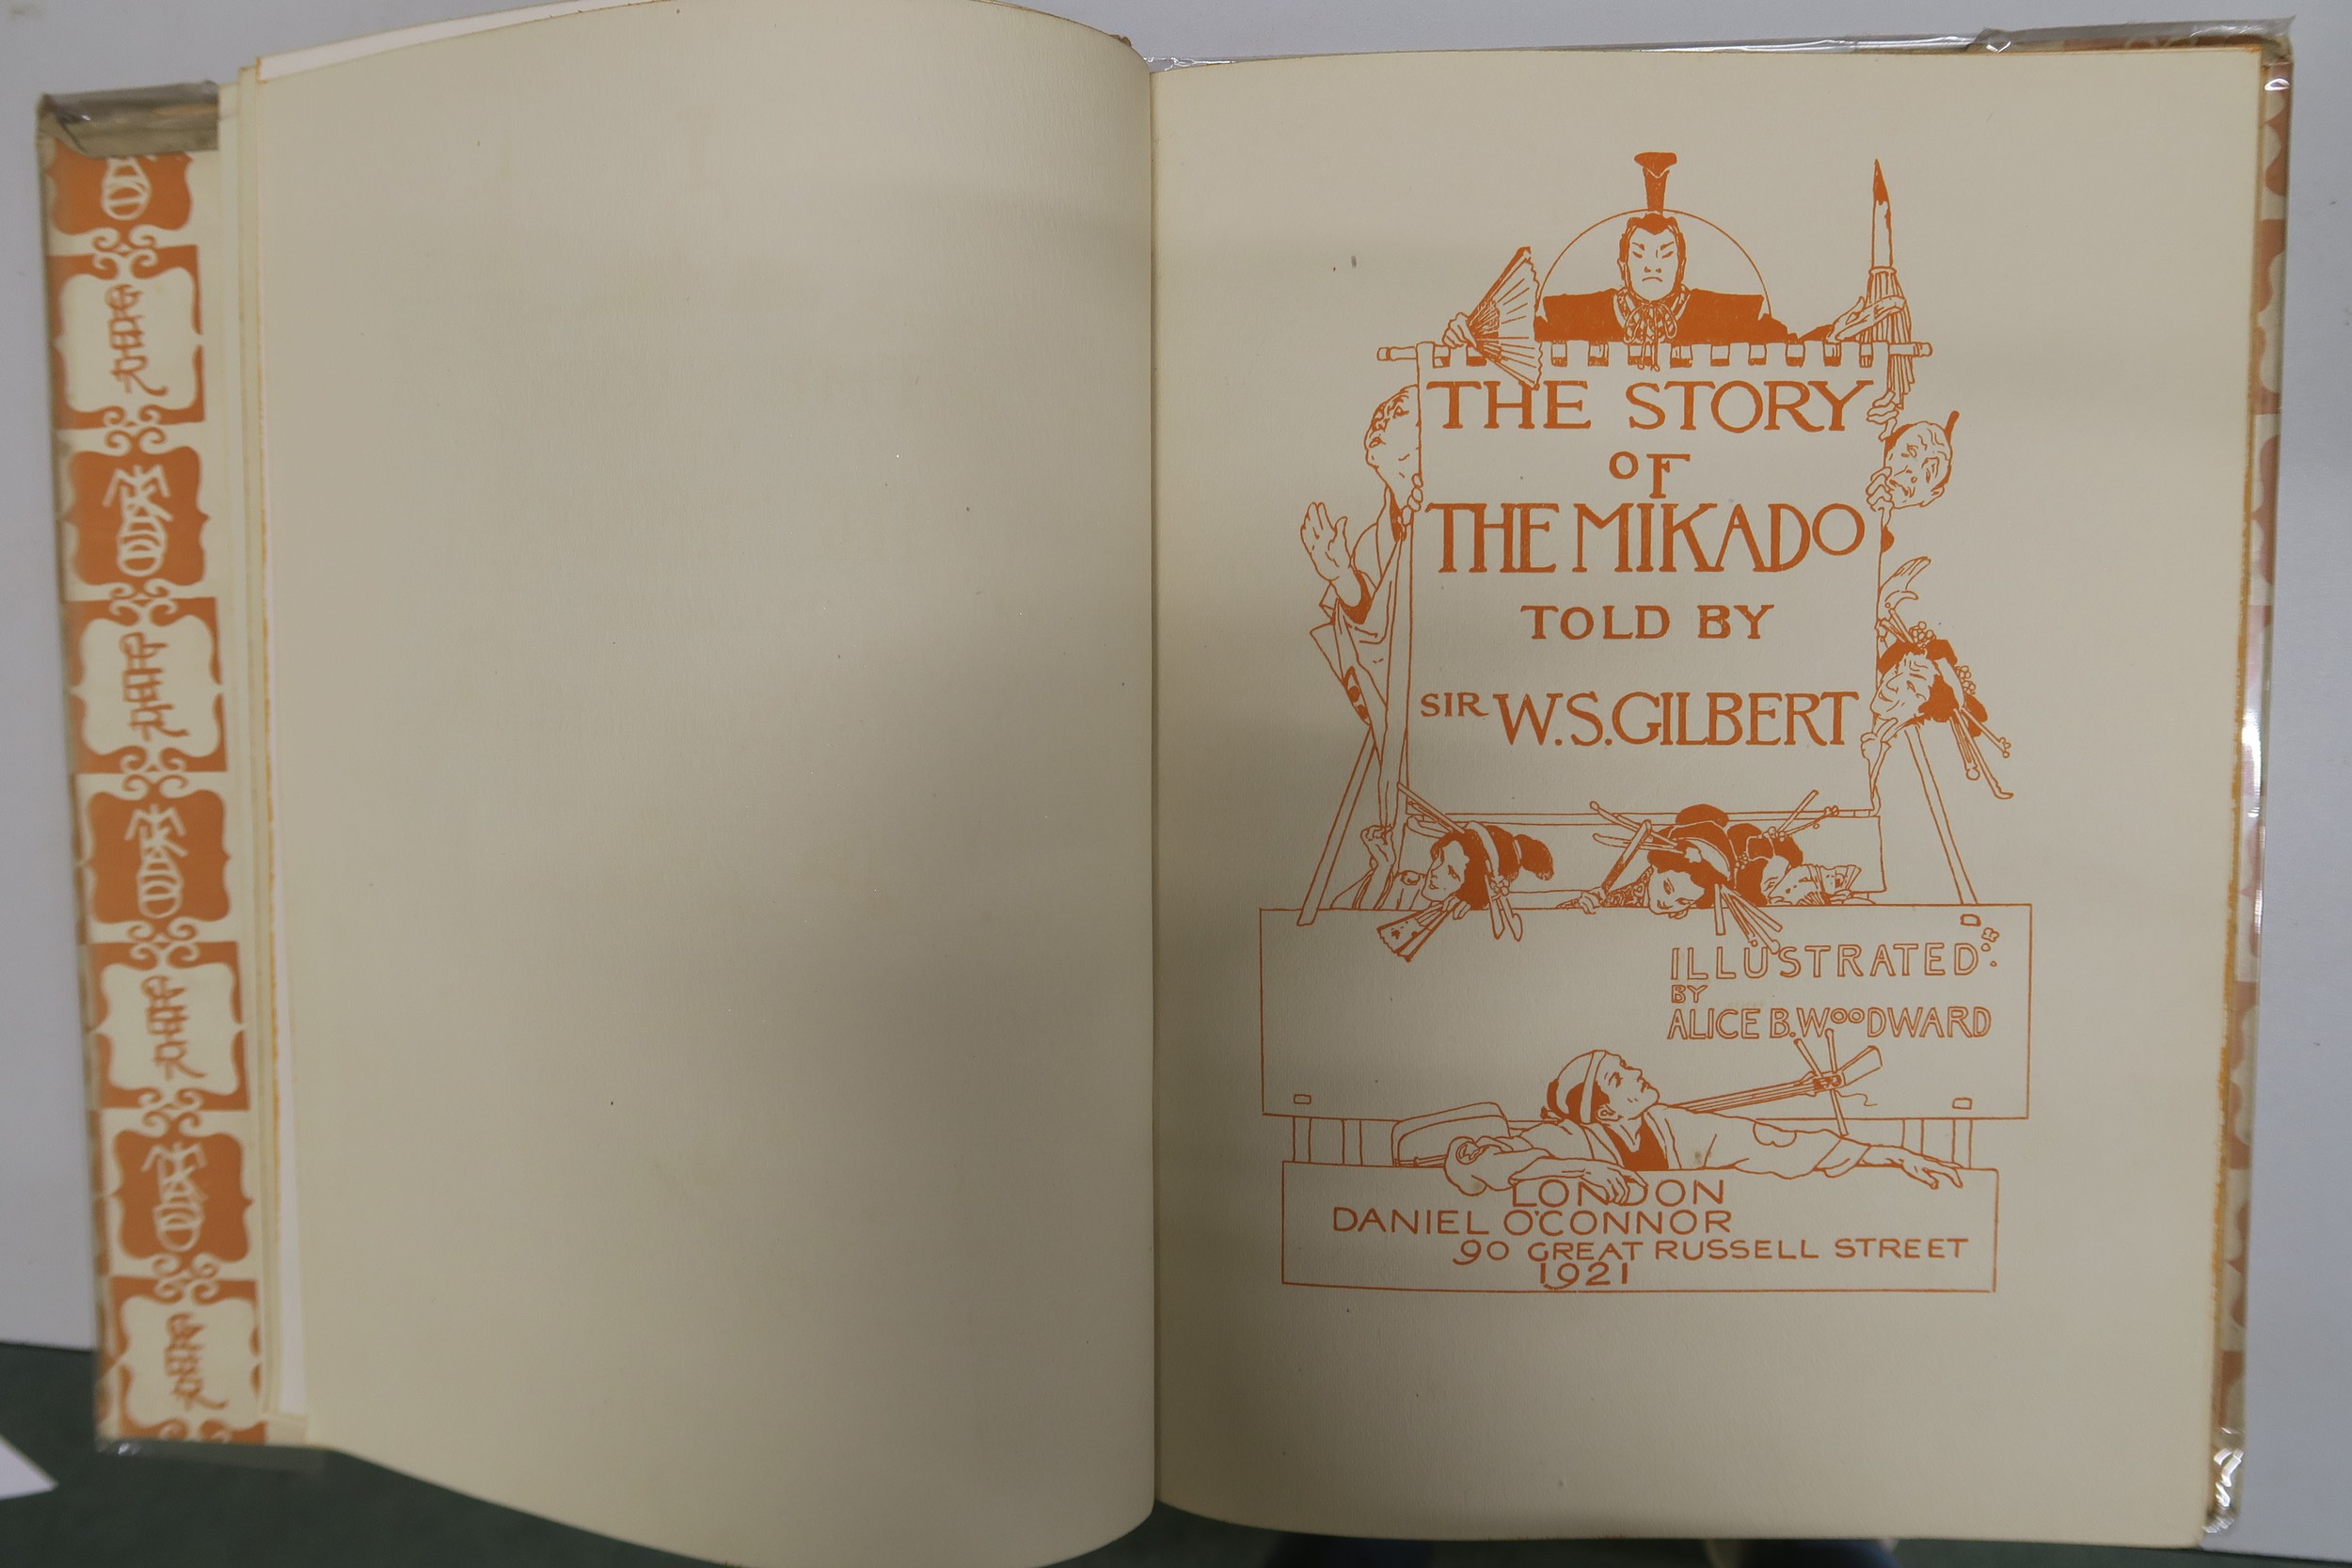 THE STORY
OF
THE MIKADO
TOLD BY
SIR W.S. GILBERT
ILLUSTRATED
BY
ALICE B. WOODWARD
LONDON
DANIEL O'CONNOR
90 GREAT RUSSELL STREET
1921